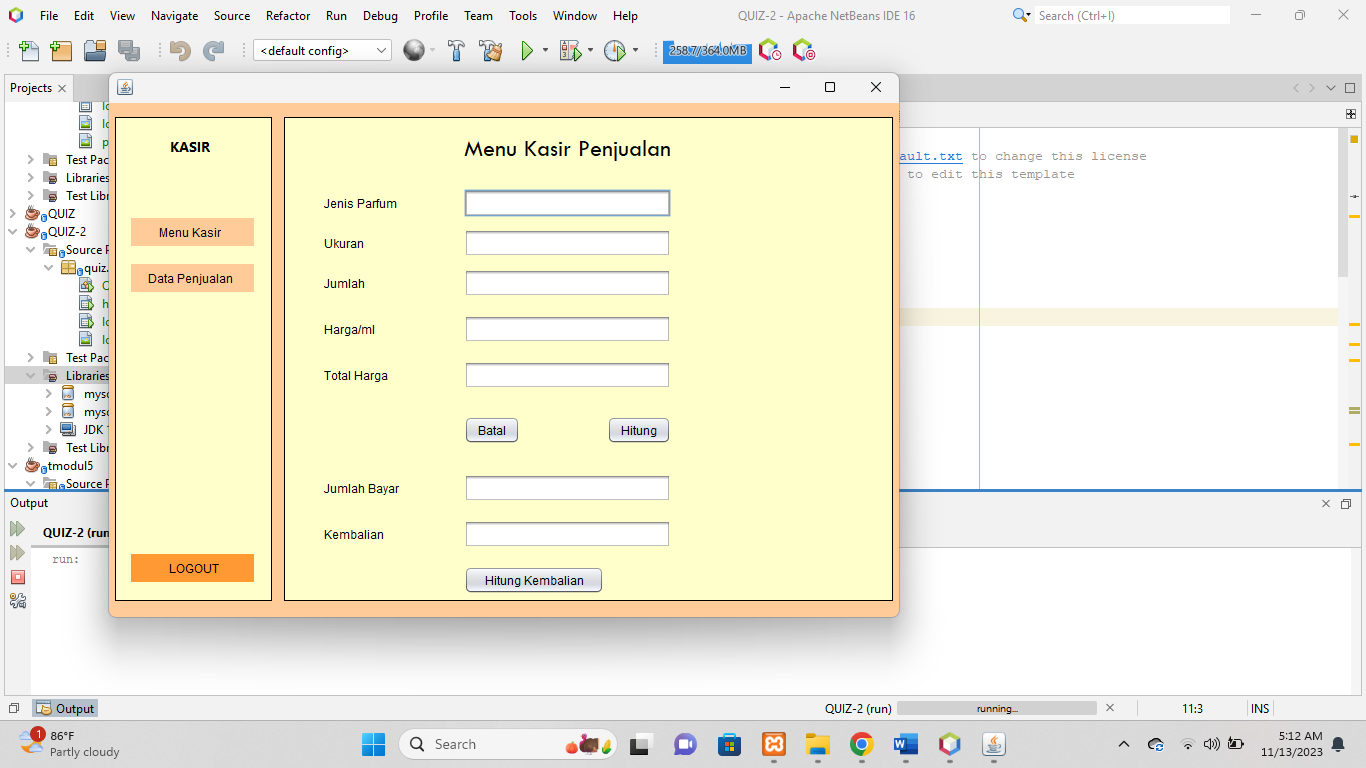 File Edit View Navigate Source Refactor Run Debug Profile Team Tools Window Help
QUIZ-2 - Apache NetBeans IDE 16
Search (Ctrl+I)
<default config>
258.7/364.0MB
Projects
Test Pac
Libraries
Test Libr
QUIZ
QUIZ-2
Source P
quiz.
Test Pac
Libraries
mysq
mysq
JDK
Test Libr
tmodul5
Source P
KASIR
Menu Kasir
Data Penjualan
LOGOUT
Menu Kasir Penjualan
Jenis Parfum
Ukuran
Jumlah
Harga/ml
Total Harga
Batal Hitung
Jumlah Bayar
Kembalian
Hitung Kembalian
ault.txt to change this license
to edit this template
Output
QUIZ-2 (run
run:
Output
QUIZ-2 (run)
running...
11:3
INS
1
86°F
Partly cloudy
Search
5:12 AM
11/13/2023